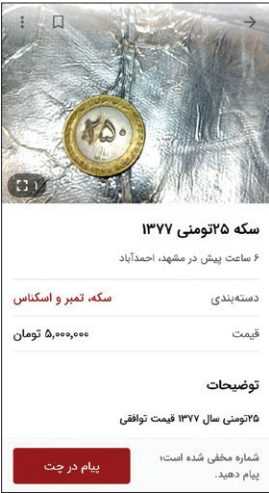 ۲۵۰
ریال
۱
سکه ۲۵تومنی ۱۳۷۷
۶ ساعت پیش در مشهد، احمدآباد
دسته‌بندی
سکه، تمبر و اسکناس
قیمت
۵,۰۰۰,۰۰۰ تومان
توضیحات
۲۵تومنی سال ۱۳۷۷ قیمت توافقی
شماره مخفی شده است؛
پیام دهید.
پیام در چت